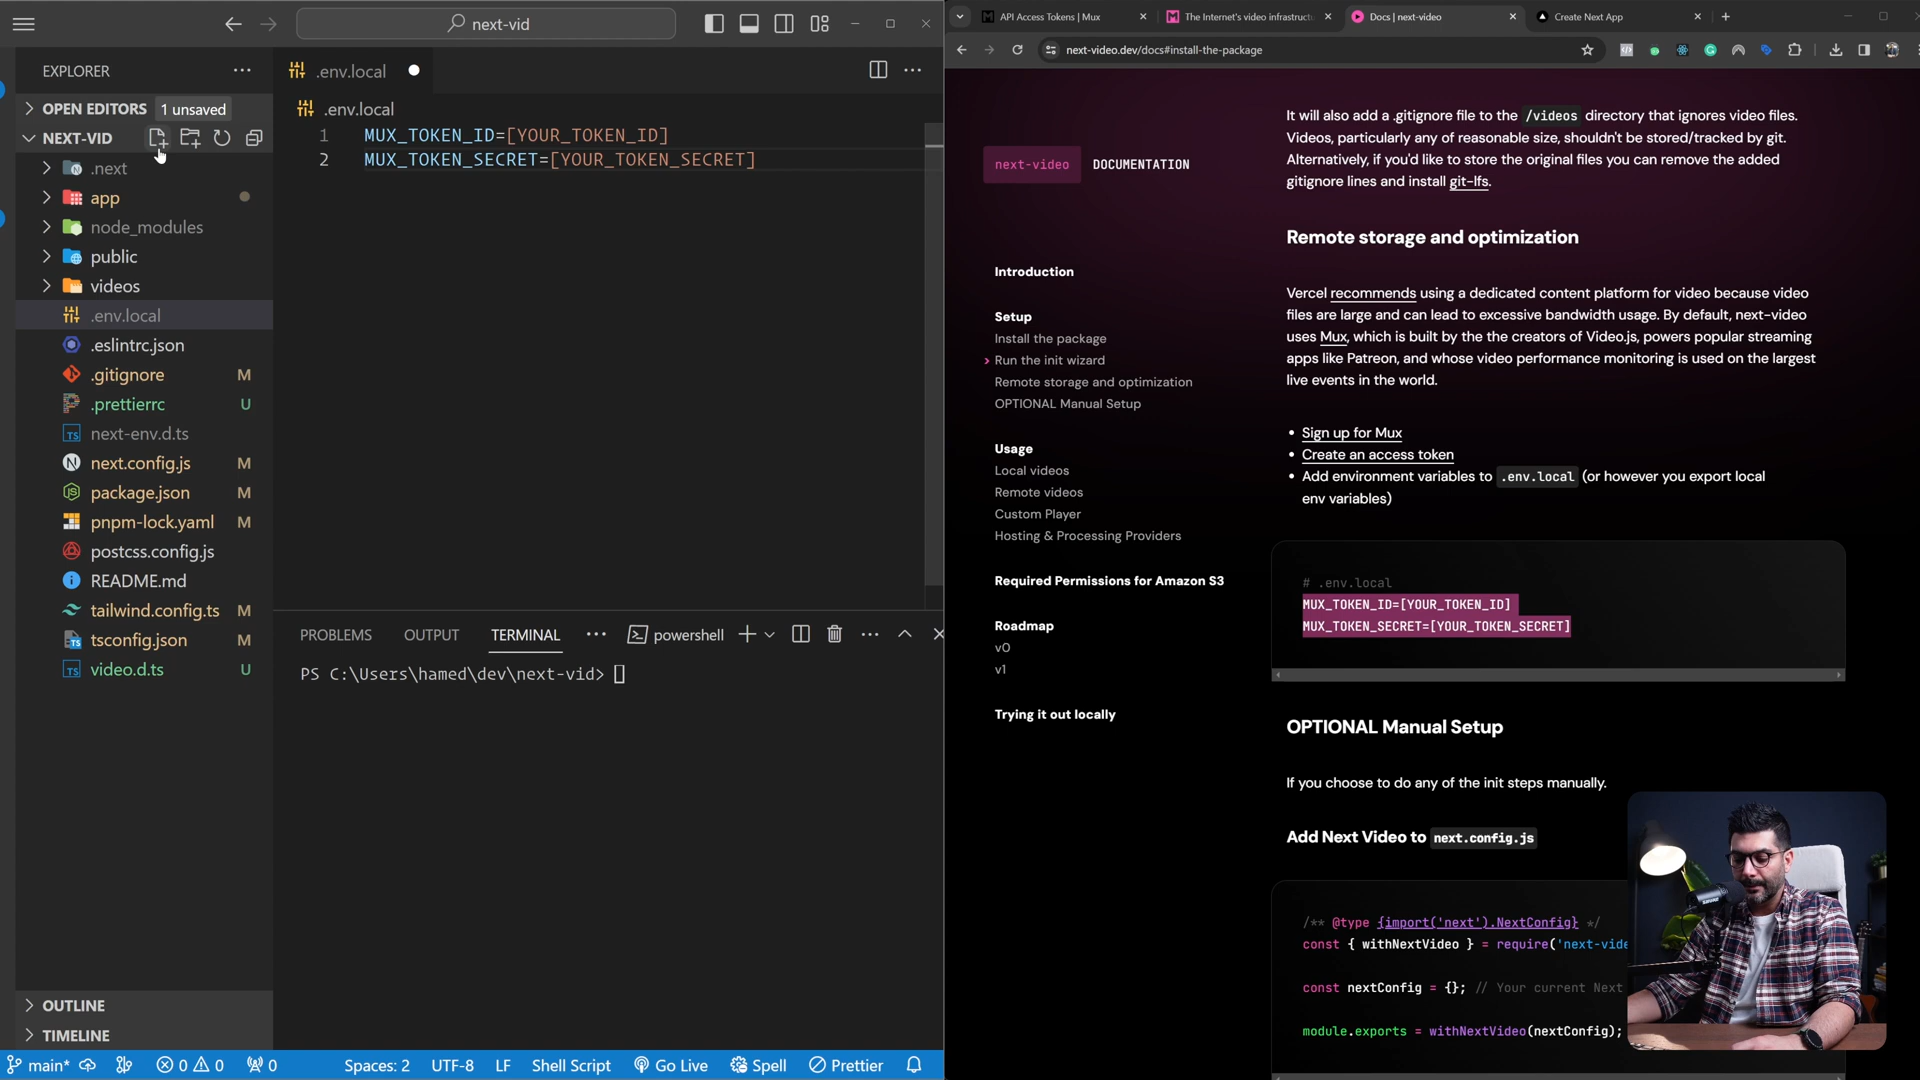 next-vid
EXPLORER
OPEN EDITORS
1 unsaved
NEXT-VID
.next
app
node_modules
public
videos
.env.local
.eslintrc.json
.gitignore M
.prettierrc U
next-env.d.ts
next.config.js M
package.json M
pnpm-lock.yaml M
postcss.config.js
README.md
tailwind.config.ts M
tsconfig.json M
video.d.ts U
OUTLINE
TIMELINE
.env.local
.env.local
1 MUX_TOKEN_ID=[YOUR_TOKEN_ID]
2 MUX_TOKEN_SECRET=[YOUR_TOKEN_SECRET]
PROBLEMS OUTPUT TERMINAL powershell
PS C:\Users\hamed\dev\next-vid>
main* 0 0 0 Spaces: 2 UTF-8 LF Shell Script Go Live Spell Prettier
API Access Tokens | Mux
The Internet's video infrastruct
Docs | next-video
Create Next App
next-video.dev/docs#install-the-package
next-video DOCUMENTATION
Introduction
Setup
Install the package
Run the init wizard
Remote storage and optimization
OPTIONAL Manual Setup
Usage
Local videos
Remote videos
Custom Player
Hosting & Processing Providers
Required Permissions for Amazon S3
Roadmap
v0
v1
Trying it out locally
It will also add a .gitignore file to the /videos directory that ignores video files.
Videos, particularly any of reasonable size, shouldn't be stored/tracked by git.
Alternatively, if you'd like to store the original files you can remove the added
gitignore lines and install git-lfs.
Remote storage and optimization
Vercel recommends using a dedicated content platform for video because video
files are large and can lead to excessive bandwidth usage. By default, next-video
uses Mux, which is built by the the creators of Video.js, powers popular streaming
apps like Patreon, and whose video performance monitoring is used on the largest
live events in the world.
• Sign up for Mux
• Create an access token
• Add environment variables to .env.local (or however you export local
env variables)
# .env.local
MUX_TOKEN_ID=[YOUR_TOKEN_ID]
MUX_TOKEN_SECRET=[YOUR_TOKEN_SECRET]
OPTIONAL Manual Setup
If you choose to do any of the init steps manually.
Add Next Video to next.config.js
/** @type {import('next').NextConfig} */
const { withNextVideo } = require('next-vide
const nextConfig = {}; // Your current Next
module.exports = withNextVideo(nextConfig);